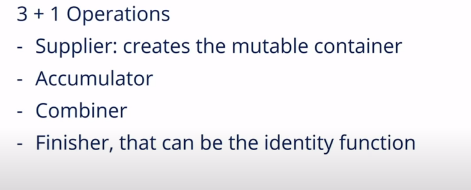 3 + 1 Operations
- Supplier: creates the mutable container
- Accumulator
- Combiner
- Finisher, that can be the identity function